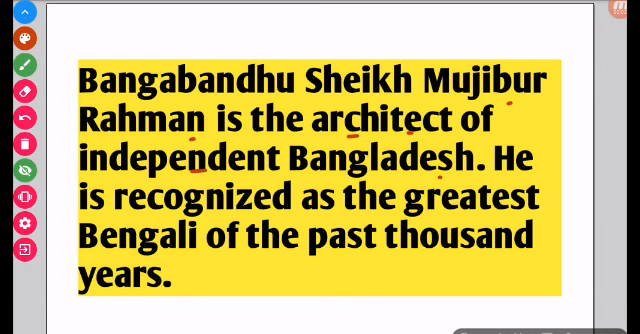 Bangabandhu Sheikh Mujibur
Rahman is the architect of
independent Bangladesh. He
is recognized as the greatest
Bengali of the past thousand
years.